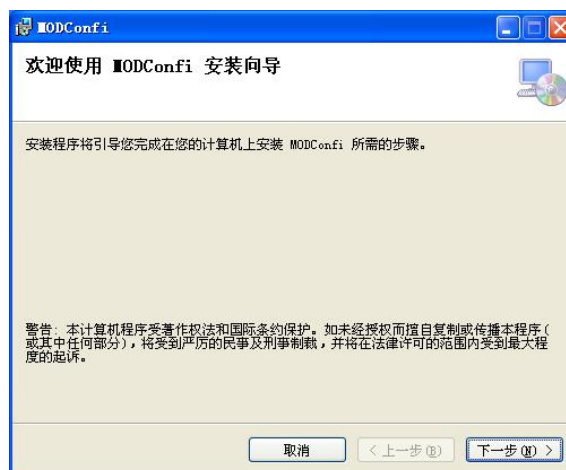 MODConfi
欢迎使用 MODConfi 安装向导
安装程序将引导您完成在您的计算机上安装 MODConfi 所需的步骤。
警告: 本计算机程序受著作权法和国际条约保护。如未经授权而擅自复制或传播本程序(
或其中任何部分),将受到严厉的民事及刑事制裁,并将在法律许可的范围内受到最大程
度的起诉。
取消
< 上一步(B)
下一步(N) >